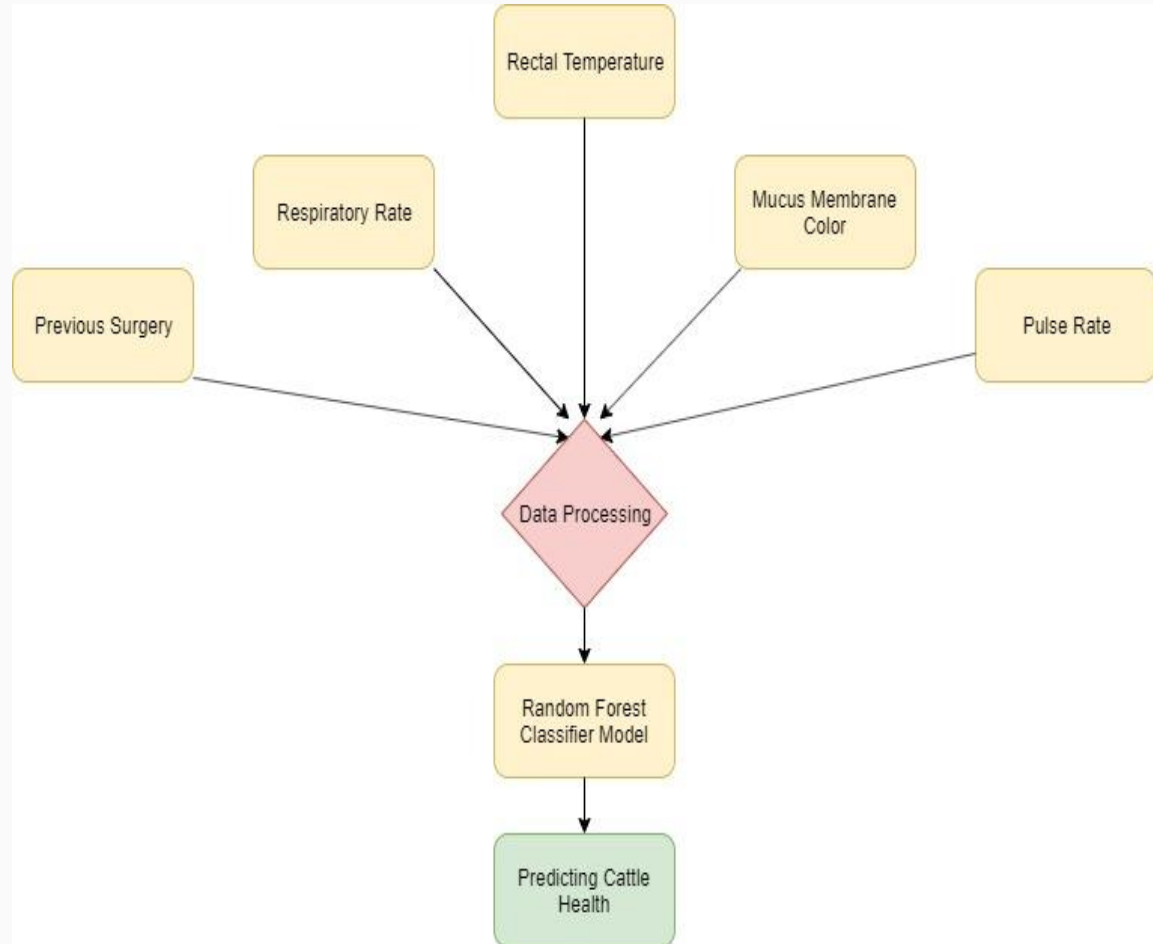 Rectal Temperature
Respiratory Rate
Mucus Membrane
Color
Previous Surgery
Pulse Rate
Data Processing
Random Forest
Classifier Model
Predicting Cattle
Health